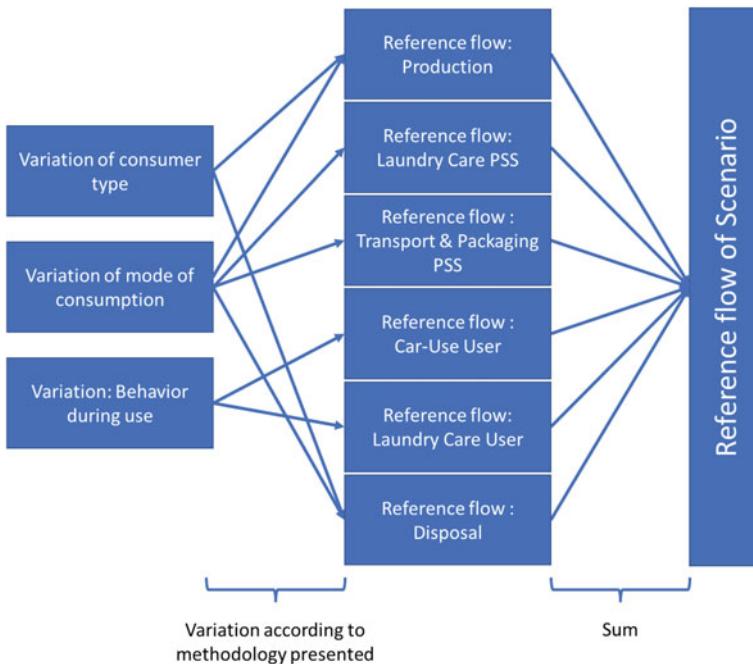 Variation of consumer
type
Variation of mode of
consumption
Variation: Behavior
during use
Reference flow:
Production
Reference flow:
Laundry Care PSS
Reference flow :
Transport & Packaging
PSS
Reference flow :
Car-Use User
Reference flow:
Laundry Care User
Reference flow :
Disposal
Reference flow of Scenario
Variation according to
methodology presented
Sum